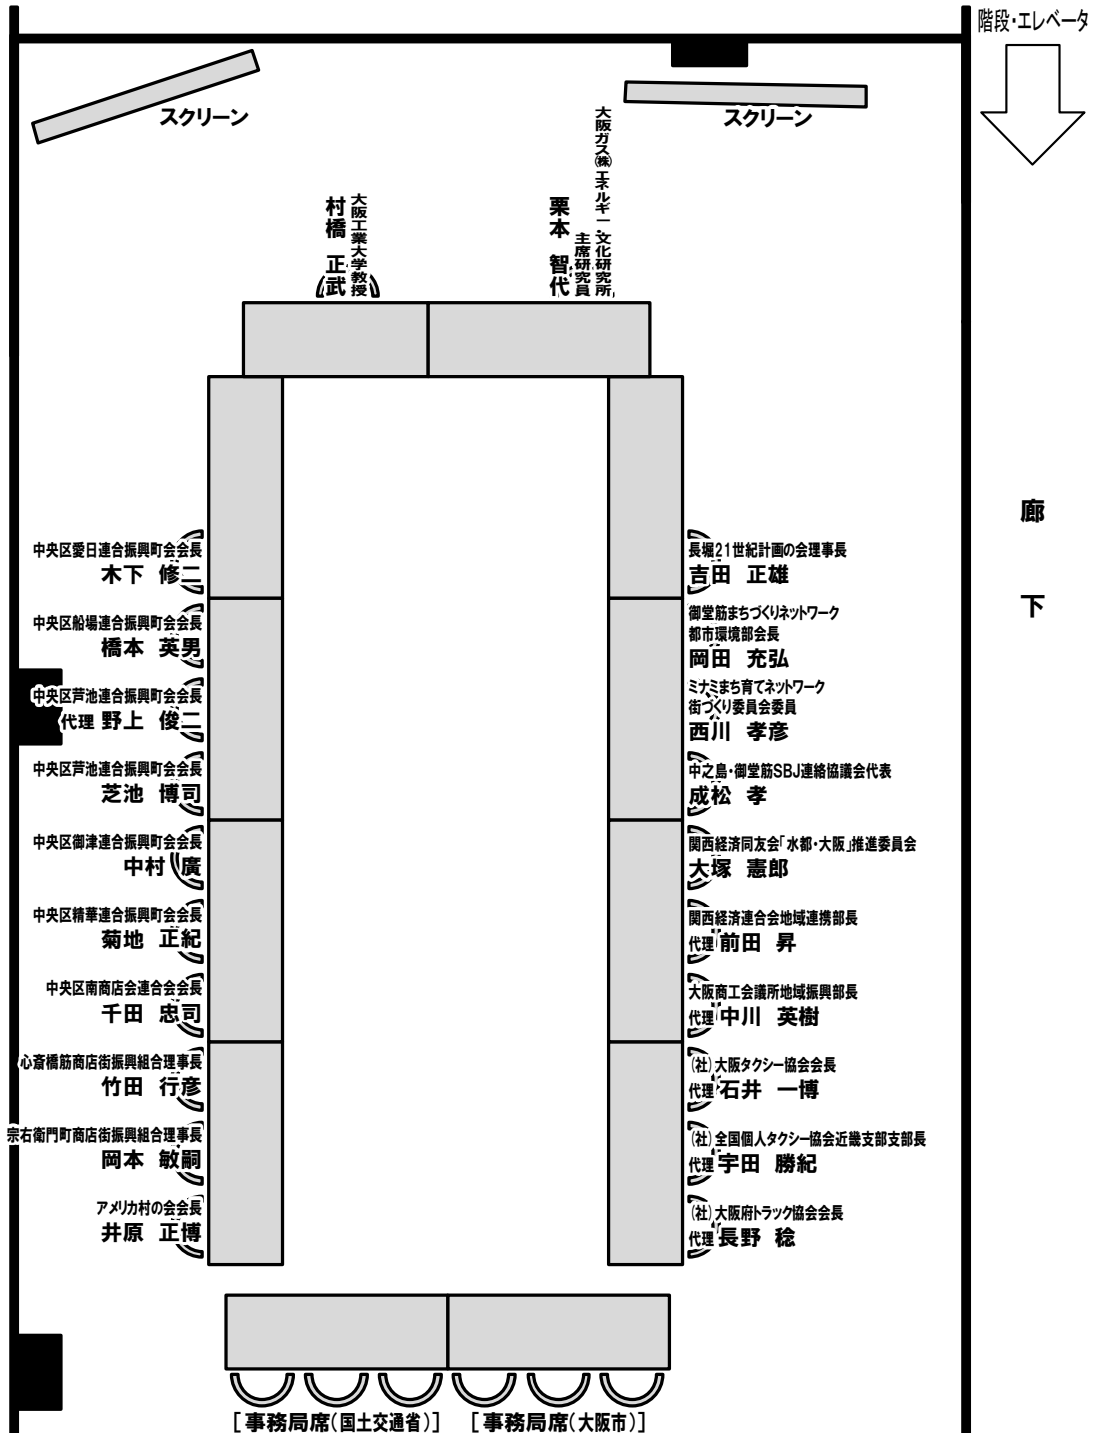 階段・エレベータ
スクリーン
スクリーン
大阪工業大学教授
村橋 正武
大阪ガス㈱エネルギー・文化研究所
主席研究員
栗本 智代
廊下
中央区愛日連合振興町会会長
木下 修二
中央区船場連合振興町会会長
橋本 英男
中央区芦池連合振興町会会長
代理 野上 俊二
中央区芦池連合振興町会会長
芝池 博司
中央区御津連合振興町会会長
中村 廣
中央区精華連合振興町会会長
菊地 正紀
中央区南商店会連合会会長
千田 忠司
心斎橋筋商店街振興組合理事長
竹田 行彦
宗右衛門町商店街振興組合理事長
岡本 敏嗣
アメリカ村の会会長
井原 正博
長堀21世紀計画の会理事長
吉田 正雄
御堂筋まちづくりネットワーク
都市環境部会長
岡田 充弘
ミナミまち育てネットワーク
街づくり委員会委員
西川 孝彦
中之島・御堂筋SBJ連絡協議会代表
成松 孝
関西経済同友会「水都・大阪」推進委員会
大塚 憲郎
関西経済連合会地域連携部長
代理 前田 昇
大阪商工会議所地域振興部長
代理 中川 英樹
（社）大阪タクシー協会会長
代理 石井 一博
（社）全国個人タクシー協会近畿支部支部長
代理 宇田 勝紀
（社）大阪府トラック協会会長
代理 長野 稔
［事務局席（国土交通省）］
［事務局席（大阪市）］